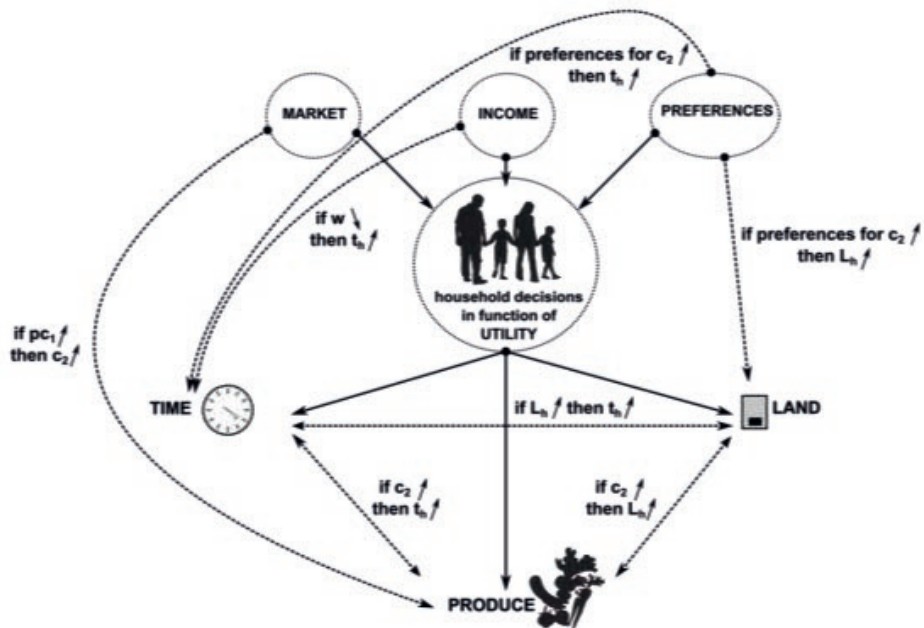 if preferences for c₂ ↗
then tₕ ↗
MARKET
INCOME
PREFERENCES
if w ↘
then tₕ ↗
if preferences for c₂ ↗
then Lₕ ↗
household decisions
in function of
UTILITY
if pc₁ ↗
then c₂ ↗
TIME
if Lₕ ↗ then tₕ ↗
LAND
if c₂ ↗
then tₕ ↗
if c₂ ↗
then Lₕ ↗
PRODUCE